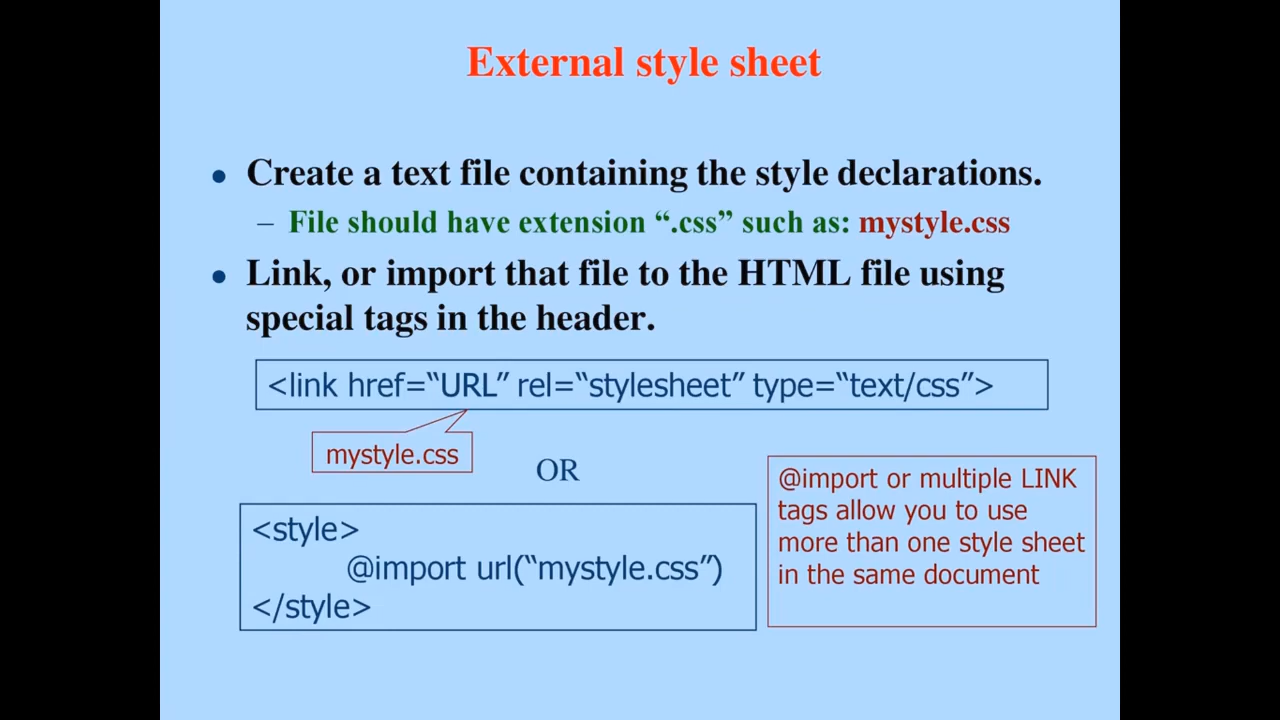 External style sheet
● Create a text file containing the style declarations.
– File should have extension “.css” such as: mystyle.css
● Link, or import that file to the HTML file using
special tags in the header.
<link href=“URL” rel=“stylesheet” type=“text/css”>
mystyle.css
OR
<style>
@import url(“mystyle.css”)
</style>
@import or multiple LINK
tags allow you to use
more than one style sheet
in the same document